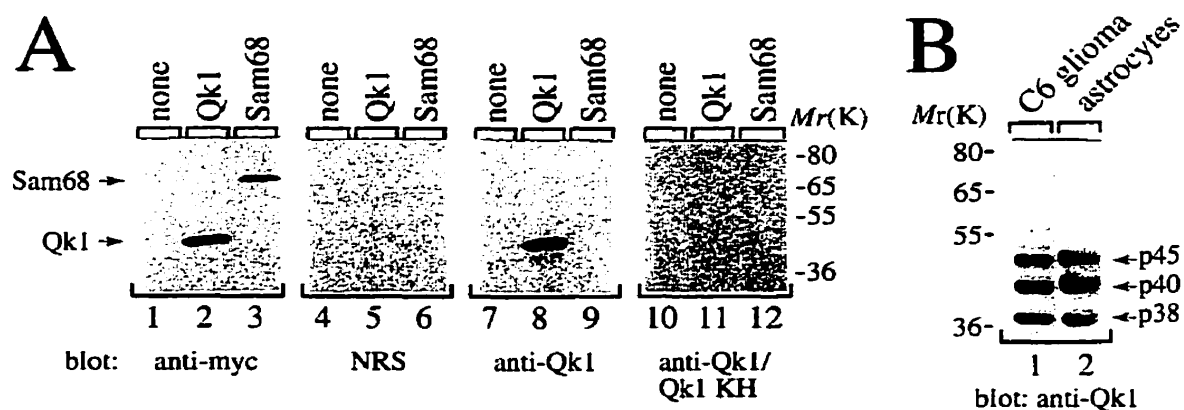 A
none
Qk1
Sam68
none
Qk1
Sam68
none
Qk1
Sam68
none
Qk1
Sam68
Mr(K)
Sam68
Qk1
-80
-65
-55
-36
1 2 3 4 5 6 7 8 9 10 11 12
blot: anti-myc NRS anti-Qk1 anti-Qk1/
Qk1 KH
B
C6 glioma
astrocytes
Mr(K)
80-
65-
55-
36-
p45
p40
p38
1 2
blot: anti-Qk1